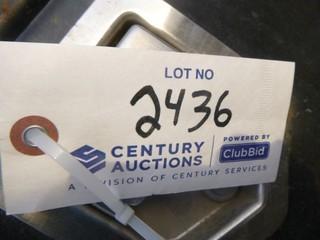 LOT NO
2436
CENTURY AUCTIONS
POWERED BY
ClubBid
A DIVISION OF CENTURY SERVICES